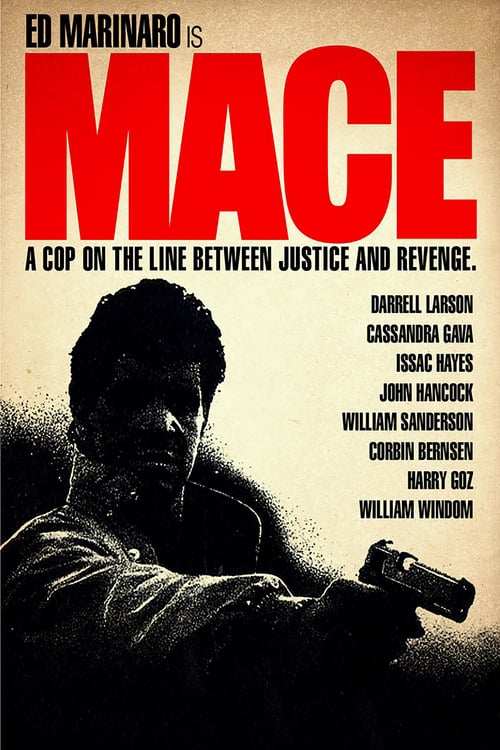 ED MARINARO IS
MACE
A COP ON THE LINE BETWEEN JUSTICE AND REVENGE.
DARRELL LARSON
CASSANDRA GAVA
ISSAC HAYES
JOHN HANCOCK
WILLIAM SANDERSON
CORBIN BERNSEN
HARRY GOZ
WILLIAM WINDOM